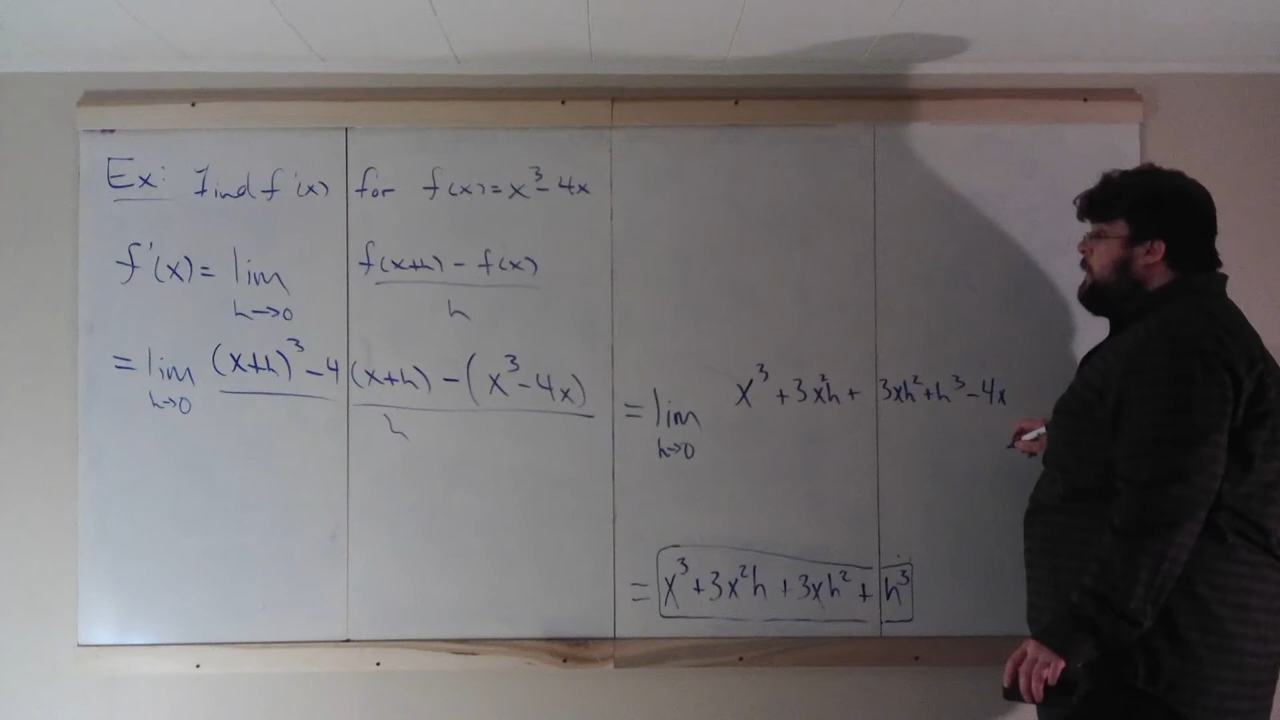 Ex: Find f'(x) for f(x)=x³-4x
f'(x)= lim f(x+h) - f(x)
h→0 h
= lim (x+h)³-4(x+h)-(x³-4x)
h→0 h
= lim x³+3x²h+3xh²+h³-4x
h→0
= x³+3x²h+3xh²+h³